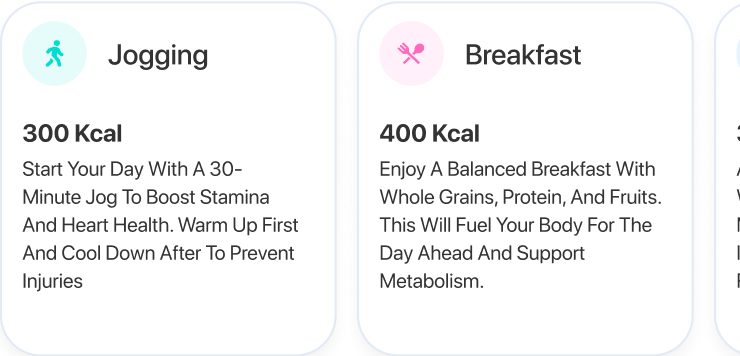 Jogging
300 Kcal
Start Your Day With A 30-
Minute Jog To Boost Stamina
And Heart Health. Warm Up First
And Cool Down After To Prevent
Injuries
Breakfast
400 Kcal
Enjoy A Balanced Breakfast With
Whole Grains, Protein, And Fruits.
This Will Fuel Your Body For The
Day Ahead And Support
Metabolism.